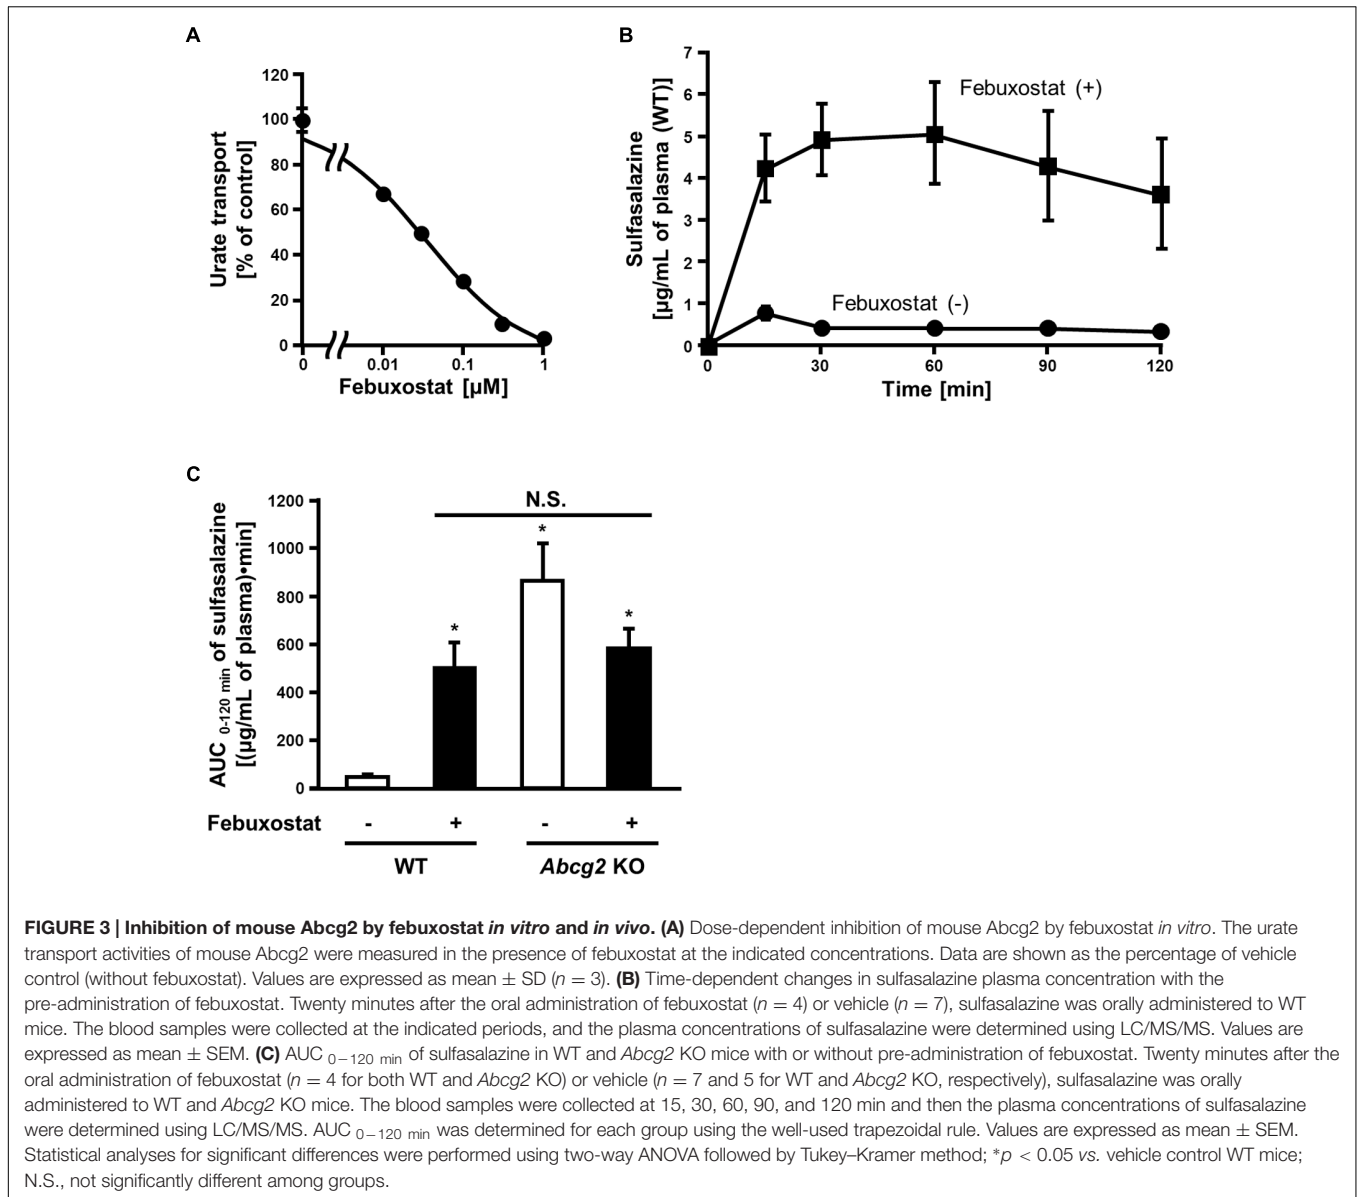 A
120
100
80
60
40
20
0
Urate transport
[% of control]
0
0.01
0.1
1
Febuxostat [µM]
B
7
6
5
4
3
2
1
0
Sulfasalazine
[µg/mL of plasma (WT)]
Febuxostat (+)
Febuxostat (-)
0
30
60
90
120
Time [min]
C
1200
1000
800
600
400
200
0
AUC 0-120 min of sulfasalazine
[(µg/mL of plasma)•min]
N.S.
*
*
*
Febuxostat - + - +
WT Abcg2 KO
FIGURE 3 | Inhibition of mouse Abcg2 by febuxostat in vitro and in vivo. (A) Dose-dependent inhibition of mouse Abcg2 by febuxostat in vitro. The urate
transport activities of mouse Abcg2 were measured in the presence of febuxostat at the indicated concentrations. Data are shown as the percentage of vehicle
control (without febuxostat). Values are expressed as mean ± SD (n = 3). (B) Time-dependent changes in sulfasalazine plasma concentration with the
pre-administration of febuxostat. Twenty minutes after the oral administration of febuxostat (n = 4) or vehicle (n = 7), sulfasalazine was orally administered to WT
mice. The blood samples were collected at the indicated periods, and the plasma concentrations of sulfasalazine were determined using LC/MS/MS. Values are
expressed as mean ± SEM. (C) AUC 0−120 min of sulfasalazine in WT and Abcg2 KO mice with or without pre-administration of febuxostat. Twenty minutes after the
oral administration of febuxostat (n = 4 for both WT and Abcg2 KO) or vehicle (n = 7 and 5 for WT and Abcg2 KO, respectively), sulfasalazine was orally
administered to WT and Abcg2 KO mice. The blood samples were collected at 15, 30, 60, 90, and 120 min and then the plasma concentrations of sulfasalazine
were determined using LC/MS/MS. AUC 0−120 min was determined for each group using the well-used trapezoidal rule. Values are expressed as mean ± SEM.
Statistical analyses for significant differences were performed using two-way ANOVA followed by Tukey–Kramer method; *p < 0.05 vs. vehicle control WT mice;
N.S., not significantly different among groups.